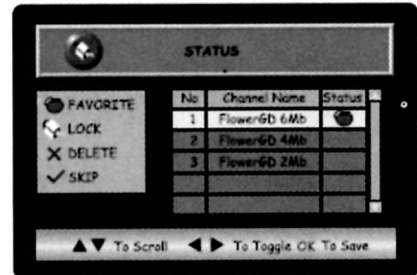 STATUS
FAVORITE
LOCK
DELETE
SKIP
No Channel Name Status
1 FlowerGD 6Mb
2 FlowerGD 4Mb
3 FlowerGD 2Mb
To Scroll To Toggle OK To Save